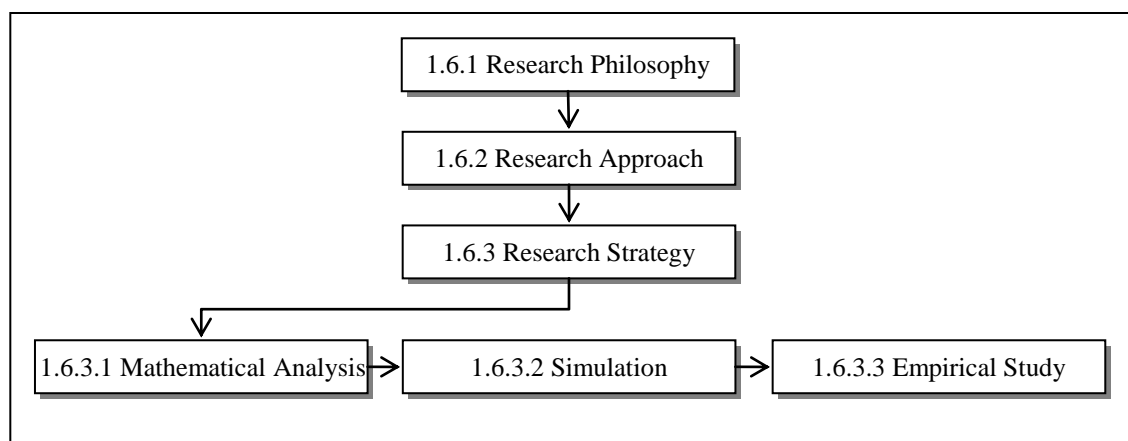 1.6.1 Research Philosophy
1.6.2 Research Approach
1.6.3 Research Strategy
1.6.3.1 Mathematical Analysis
1.6.3.2 Simulation
1.6.3.3 Empirical Study